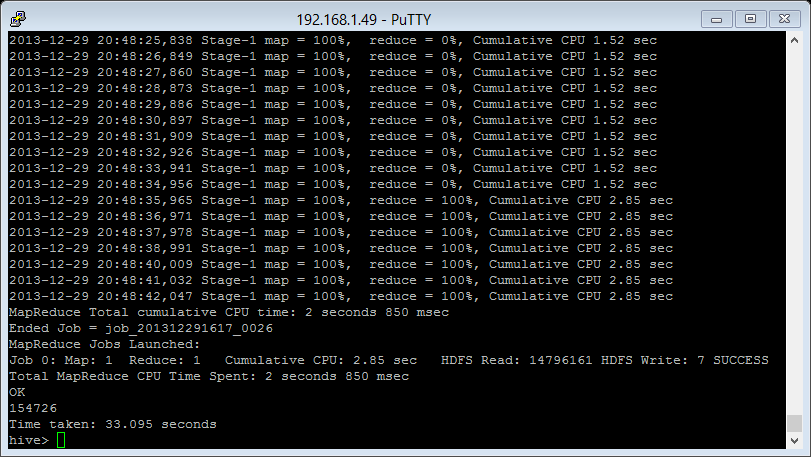 192.168.1.49 - PuTTY
2013-12-29 20:48:25,838 Stage-1 map = 100%,  reduce = 0%, Cumulative CPU 1.52 sec
2013-12-29 20:48:26,849 Stage-1 map = 100%,  reduce = 0%, Cumulative CPU 1.52 sec
2013-12-29 20:48:27,860 Stage-1 map = 100%,  reduce = 0%, Cumulative CPU 1.52 sec
2013-12-29 20:48:28,873 Stage-1 map = 100%,  reduce = 0%, Cumulative CPU 1.52 sec
2013-12-29 20:48:29,886 Stage-1 map = 100%,  reduce = 0%, Cumulative CPU 1.52 sec
2013-12-29 20:48:30,897 Stage-1 map = 100%,  reduce = 0%, Cumulative CPU 1.52 sec
2013-12-29 20:48:31,909 Stage-1 map = 100%,  reduce = 0%, Cumulative CPU 1.52 sec
2013-12-29 20:48:32,926 Stage-1 map = 100%,  reduce = 0%, Cumulative CPU 1.52 sec
2013-12-29 20:48:33,941 Stage-1 map = 100%,  reduce = 0%, Cumulative CPU 1.52 sec
2013-12-29 20:48:34,956 Stage-1 map = 100%,  reduce = 0%, Cumulative CPU 1.52 sec
2013-12-29 20:48:35,965 Stage-1 map = 100%,  reduce = 100%, Cumulative CPU 2.85 sec
2013-12-29 20:48:36,971 Stage-1 map = 100%,  reduce = 100%, Cumulative CPU 2.85 sec
2013-12-29 20:48:37,978 Stage-1 map = 100%,  reduce = 100%, Cumulative CPU 2.85 sec
2013-12-29 20:48:38,991 Stage-1 map = 100%,  reduce = 100%, Cumulative CPU 2.85 sec
2013-12-29 20:48:40,009 Stage-1 map = 100%,  reduce = 100%, Cumulative CPU 2.85 sec
2013-12-29 20:48:41,032 Stage-1 map = 100%,  reduce = 100%, Cumulative CPU 2.85 sec
2013-12-29 20:48:42,047 Stage-1 map = 100%,  reduce = 100%, Cumulative CPU 2.85 sec
MapReduce Total cumulative CPU time: 2 seconds 850 msec
Ended Job = job_201312291617_0026
MapReduce Jobs Launched:
Job 0: Map: 1  Reduce: 1   Cumulative CPU: 2.85 sec   HDFS Read: 14796161 HDFS Write: 7 SUCCESS
Total MapReduce CPU Time Spent: 2 seconds 850 msec
OK
154726
Time taken: 33.095 seconds
hive>